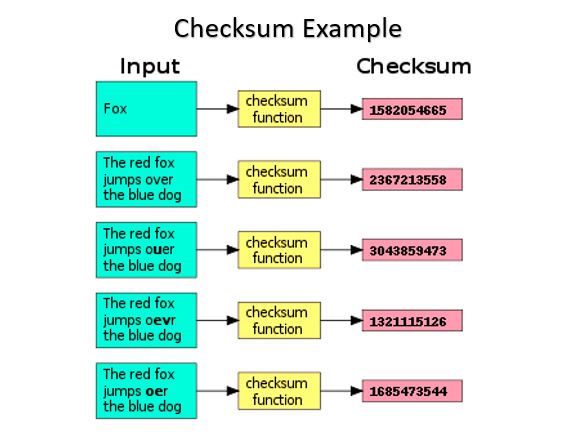 Checksum Example
Input
Checksum
Fox
checksum
function
1582054665
The red fox
jumps over
the blue dog
checksum
function
2367213558
The red fox
jumps ouer
the blue dog
checksum
function
3043859473
The red fox
jumps oevr
the blue dog
checksum
function
1321115126
The red fox
jumps oer
the blue dog
checksum
function
1685473544